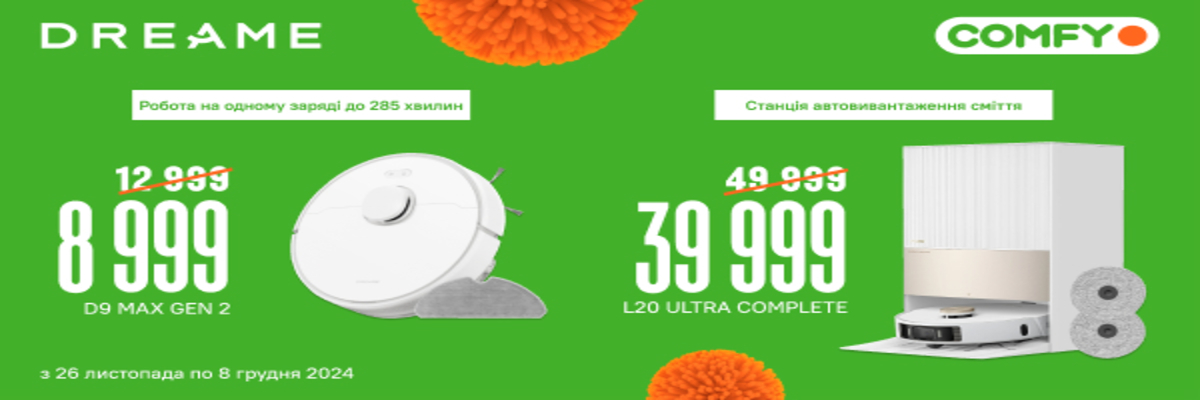 DREAME
COMFY
Робота на одному заряді до 285 хвилин
12 999
8 999
D9 MAX GEN 2
Станція автовивантаження сміття
49 999
39 999
L20 ULTRA COMPLETE
з 26 листопада по 8 грудня 2024